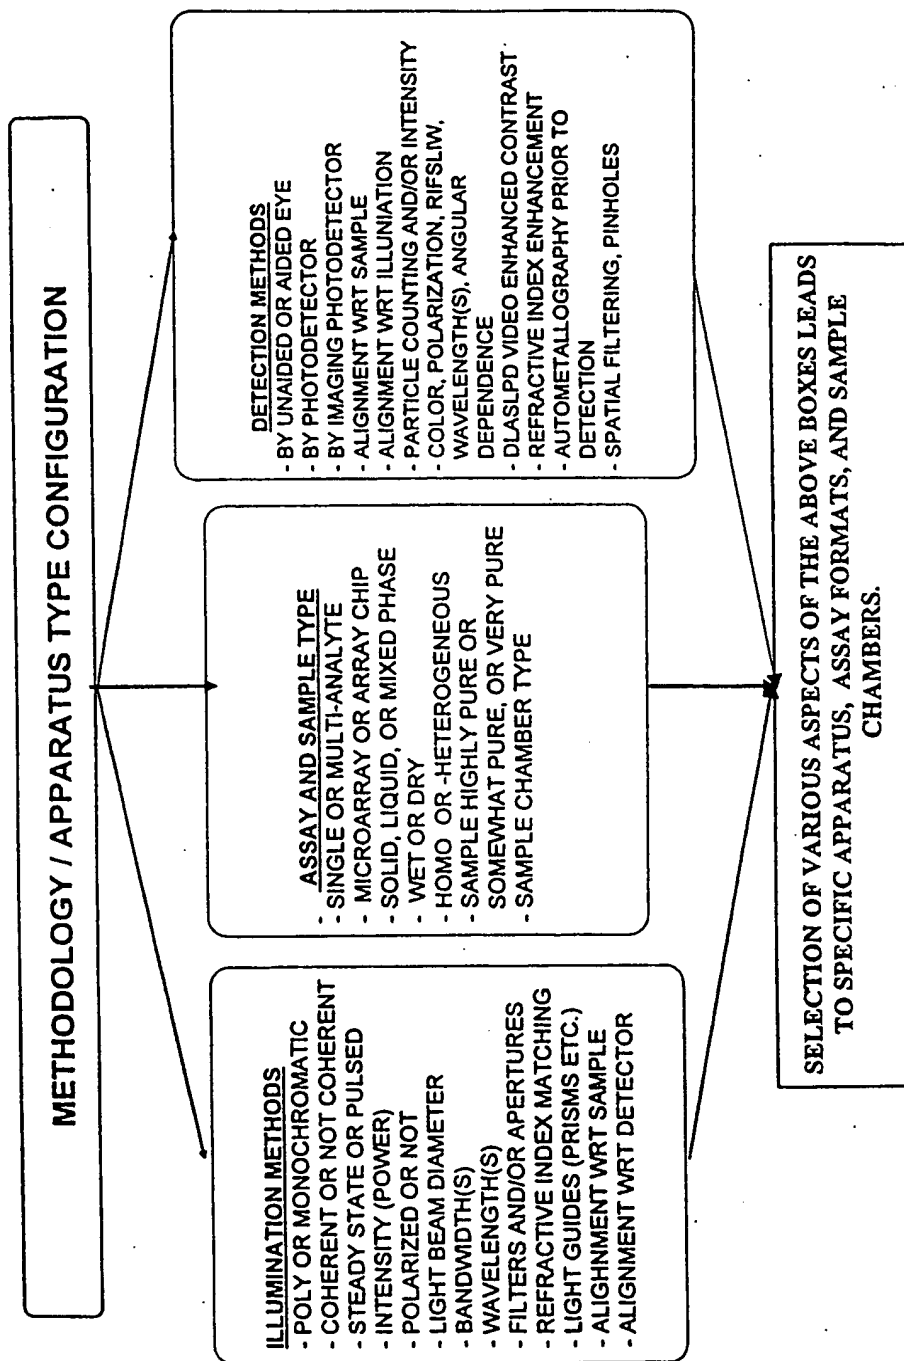 METHODOLOGY / APPARATUS TYPE CONFIGURATION
ILLUMINATION METHODS
- POLY OR MONOCHROMATIC
- COHERENT OR NOT COHERENT
- STEADY STATE OR PULSED
- INTENSITY (POWER)
- POLARIZED OR NOT
- LIGHT BEAM DIAMETER
- BANDWIDTH(S)
- WAVELENGTH(S)
- FILTERS AND/OR APERTURES
- REFRACTIVE INDEX MATCHING
- LIGHT GUIDES (PRISMS ETC.)
- ALIGHNMENT WRT SAMPLE
- ALIGNMENT WRT DETECTOR
- ASSAY AND SAMPLE TYPE
- SINGLE OR MULTI-ANALYTE
- MICROARRAY OR ARRAY CHIP
- SOLID, LIQUID, OR MIXED PHASE
- WET OR DRY
- HOMO OR -HETEROGENEOUS
- SAMPLE HIGHLY PURE OR
SOMEWHAT PURE, OR VERY PURE
- SAMPLE CHAMBER TYPE
DETECTION METHODS
- BY UNAIDED OR AIDED EYE
- BY PHOTODETECTOR
- BY IMAGING PHOTODETECTOR
- ALIGNMENT WRT SAMPLE
- ALIGNMENT WRT ILLUNIATION
- PARTICLE COUNTING AND/OR INTENSITY
- COLOR, POLARIZATION, RIFSLIW,
WAVELENGTH(S), ANGULAR
DEPENDENCE
- DLASLPD VIDEO ENHANCED CONTRAST
- REFRACTIVE INDEX ENHANCEMENT
- AUTOMETALLOGRAPHY PRIOR TO
DETECTION
- SPATIAL FILTERING, PINHOLES
SELECTION OF VARIOUS ASPECTS OF THE ABOVE BOXES LEADS
TO SPECIFIC APPARATUS, ASSAY FORMATS, AND SAMPLE
CHAMBERS.